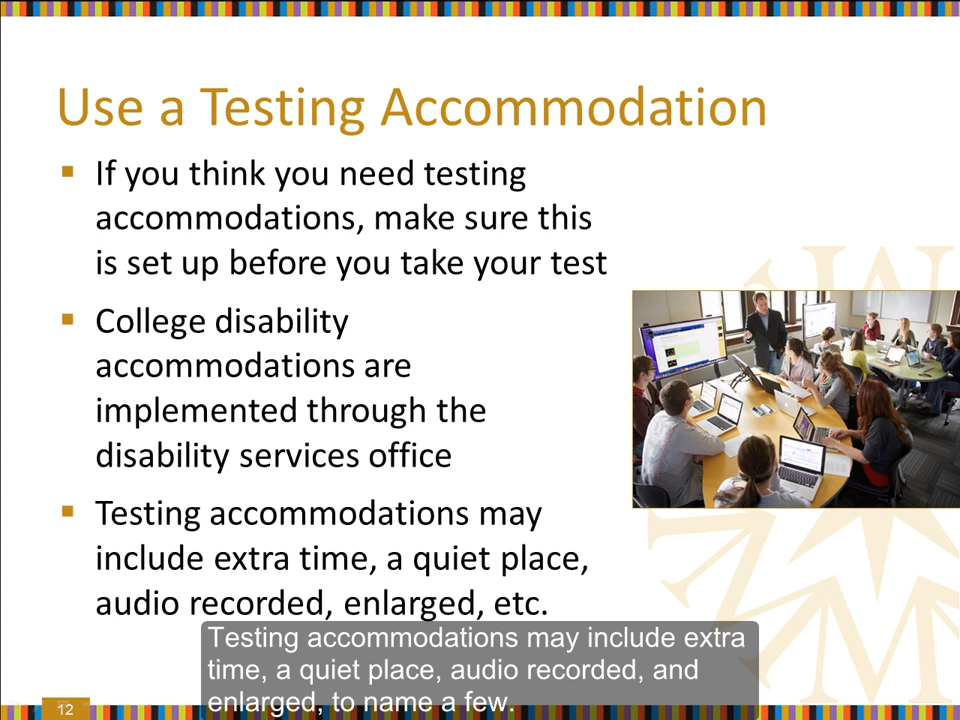 Use a Testing Accommodation
If you think you need testing
accommodations, make sure this
is set up before you take your test
College disability
accommodations are
implemented through the
disability services office
Testing accommodations may
include extra time, a quiet place,
audio recorded, enlarged, etc.
Testing accommodations may include extra
time, a quiet place, audio recorded, and
enlarged, to name a few.
12